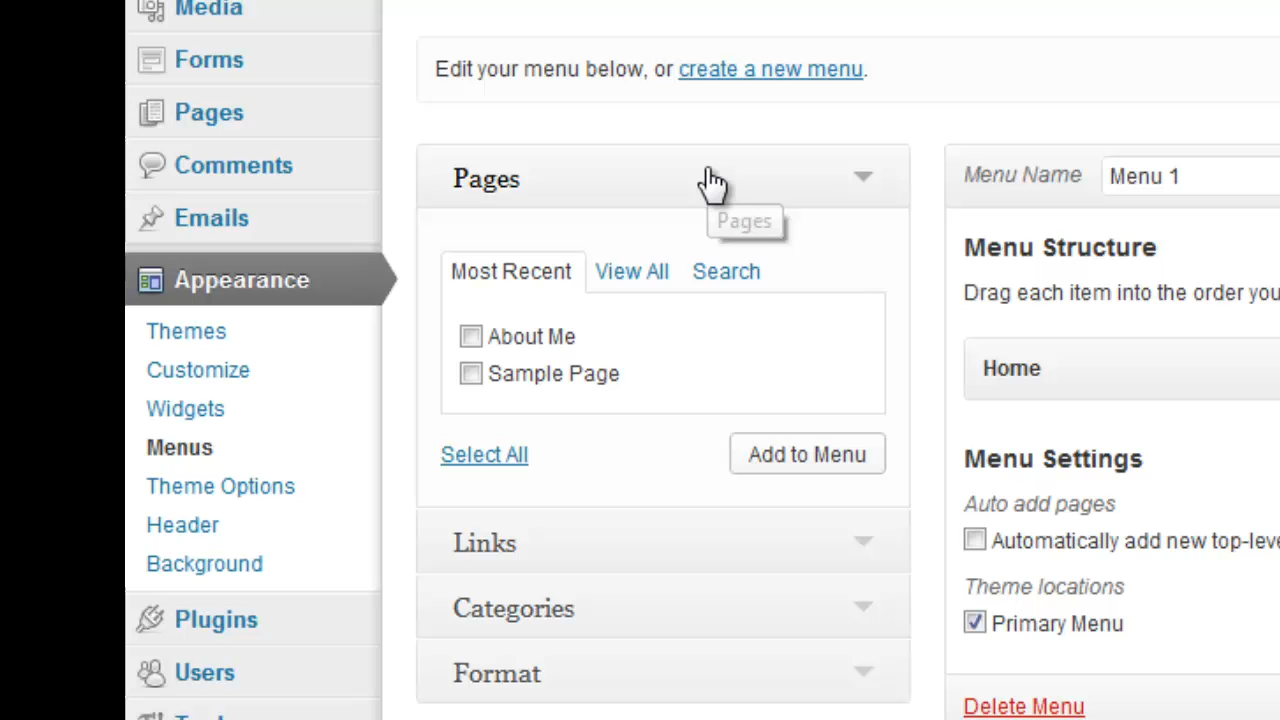 Media
Forms
Pages
Comments
Emails
Appearance
Themes
Customize
Widgets
Menus
Theme Options
Header
Background
Plugins
Users
Edit your menu below, or create a new menu.
Pages
Pages
Most Recent View All Search
About Me
Sample Page
Select All Add to Menu
Links
Categories
Format
Menu Name Menu 1
Menu Structure
Drag each item into the order you
Home
Menu Settings
Auto add pages
Automatically add new top-leve
Theme locations
Primary Menu
Delete Menu